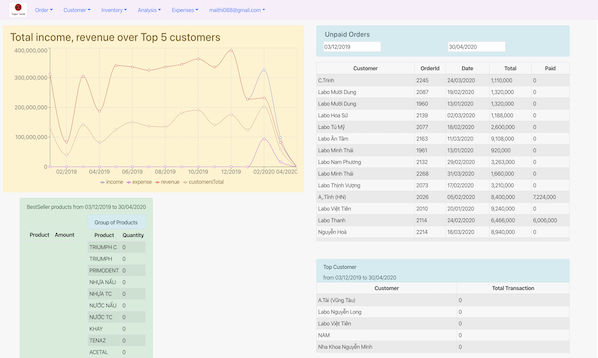 Order Customer Inventory Analysis Expenses maithi088@gmail.com
Total income, revenue over Top 5 customers
400,000,000
300,000,000
200,000,000
100,000,000
0
02/2019 04/2019 06/2019 08/2019 10/2019 12/2019 02/2020 04/2020
income expense revenue customersTotal
BestSeller products from 03/12/2019 to 30/04/2020
Product Amount
Group of Products
Product Quantity
TRIUMPH C 0
TRIUMPH 0
PRIMODENT 0
NHỰA NẤU 0
NHỰA TC 0
NƯỚC NẤU 0
NƯỚC TC 0
KHAY 0
TENAZ 0
ACETAL 0
Unpaid Orders
03/12/2019 30/04/2020
Customer OrderId Date Total Paid
C.Trinh 2245 24/03/2020 1,110,000 0
Labo Mười Dung 2087 19/02/2020 1,320,000 0
Labo Mười Dung 1960 13/01/2020 1,320,000 0
Labo Hoa Sứ 2139 02/03/2020 1,188,000 0
Labo Tú Mỹ 2077 18/02/2020 2,600,000 0
Labo Ân Tâm 2163 11/03/2020 9,108,000 0
Labo Minh Thái 1961 13/01/2020 920,000 0
Labo Nam Phương 2132 29/02/2020 3,263,000 0
Labo Minh Thái 2268 31/03/2020 1,660,000 0
Labo Thịnh Vượng 2073 17/02/2020 3,210,000 0
A_Tính (HN) 2026 05/02/2020 8,400,000 7,224,000
Labo Việt Tiên 2010 20/01/2020 9,240,000 0
Labo Thanh 2114 24/02/2020 6,466,000 6,006,000
Nguyễn Hoà 2214 18/03/2020 8,940,000 0
Top Customer
from 03/12/2019 to 30/04/2020
Customer Total Transaction
A.Tài (Vũng Tàu) 0
Labo Nguyễn Long 0
Labo Việt Tiên 0
NAM 0
Nha Khoa Nguyễn Minh 0